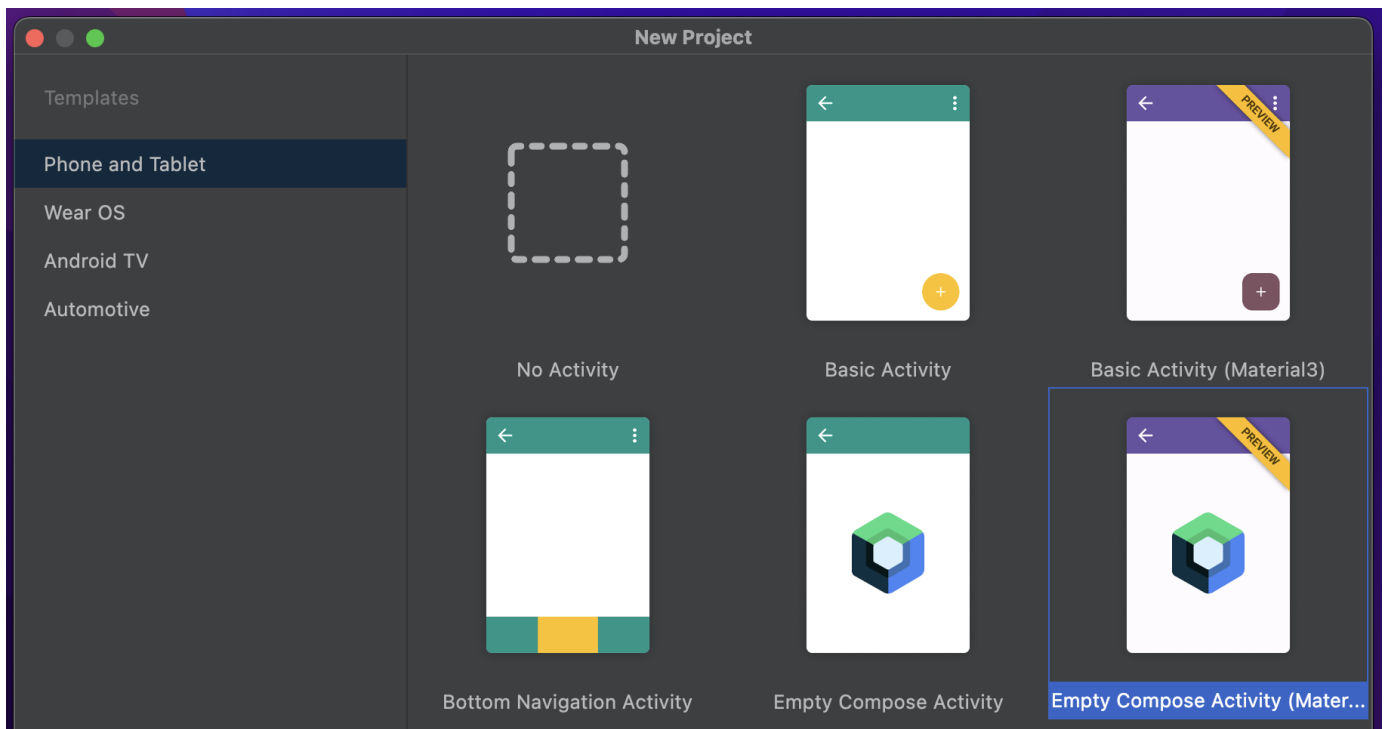 New Project
Templates
Phone and Tablet
Wear OS
Android TV
Automotive
PREVIEW
No Activity
Basic Activity
Basic Activity (Material3)
PREVIEW
Bottom Navigation Activity
Empty Compose Activity
Empty Compose Activity (Mater...